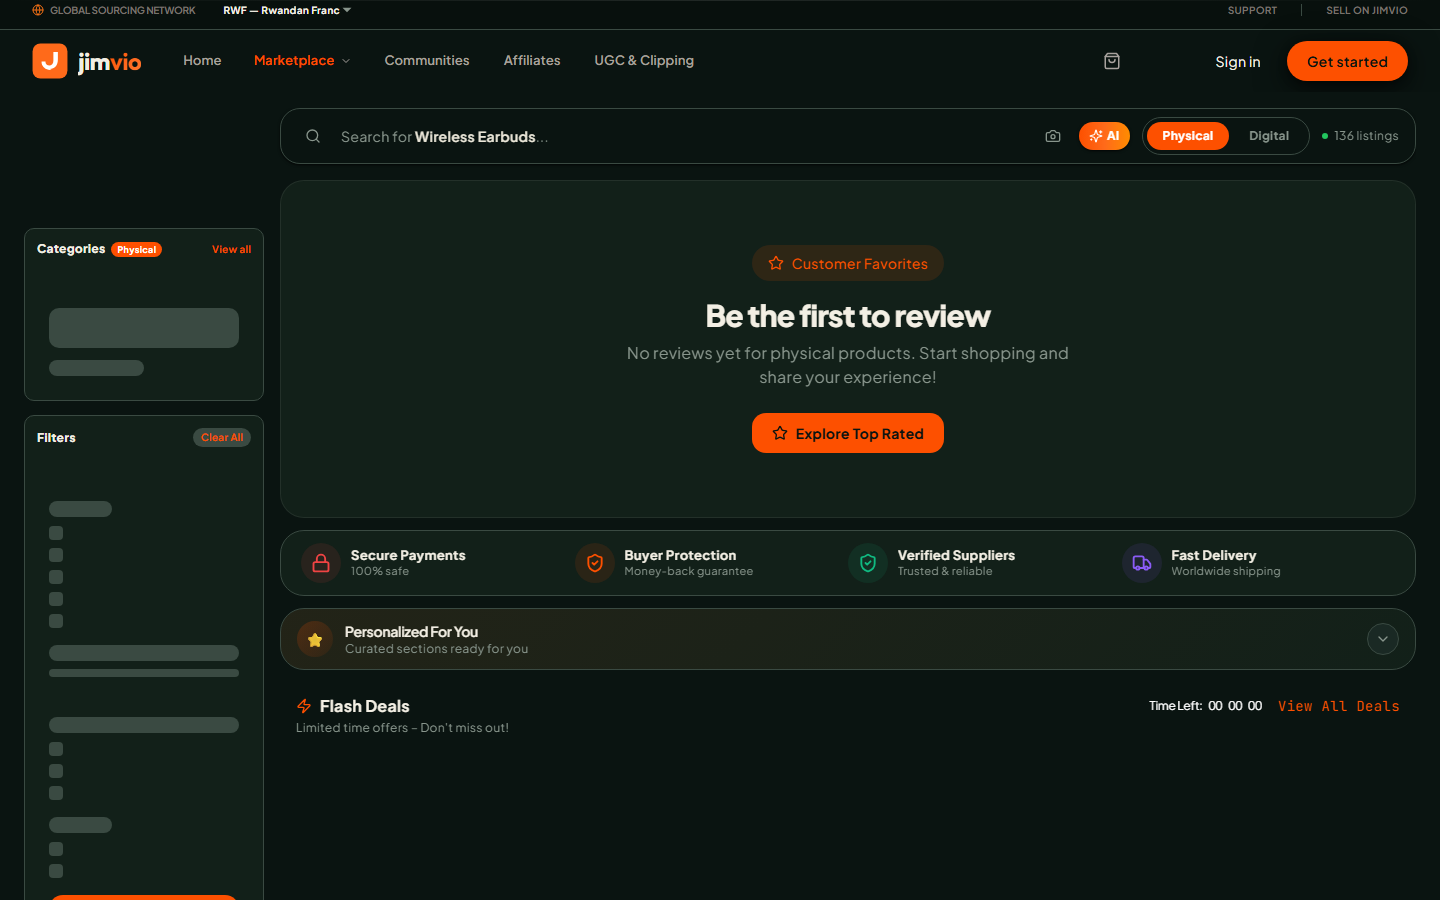 GLOBAL SOURCING NETWORK
RWF — Rwandan Franc
SUPPORT
SELL ON JIMVIO
J jimvio
Home
Marketplace
Communities
Affiliates
UGC & Clipping
Sign in
Get started
Search for Wireless Earbuds...
AI
Physical
Digital
136 listings
Categories
Physical
View all
Filters
Clear All
Customer Favorites
Be the first to review
No reviews yet for physical products. Start shopping and
share your experience!
Explore Top Rated
Secure Payments
100% safe
Buyer Protection
Money-back guarantee
Verified Suppliers
Trusted & reliable
Fast Delivery
Worldwide shipping
Personalized For You
Curated sections ready for you
Flash Deals
Limited time offers – Don't miss out!
Time Left: 00 00 00
View All Deals